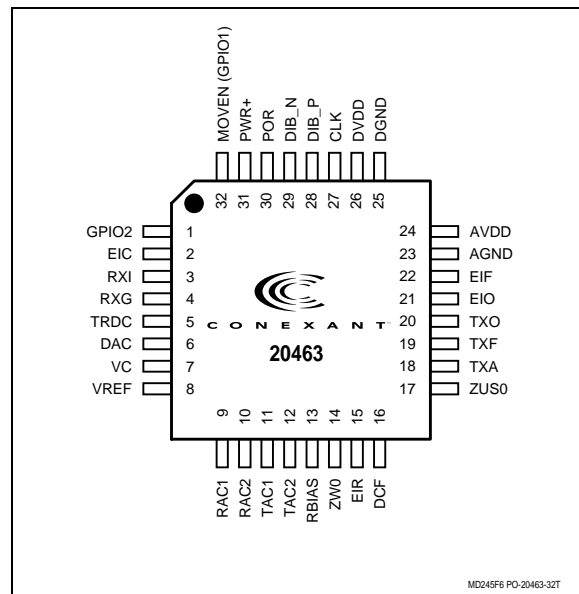 MOVEN (GPIO1)
PWR+
POR
DIB_N
DIB_P
CLK
DVDD
DGND
32
31
30
29
28
27
26
25
GPIO2 1 24 AVDD
EIC 2 23 AGND
RXI 3 22 EIF
RXG 4 21 EIO
TRDC 5 CONEXANT 20 TXO
DAC 6 20463 19 TXF
VC 7 18 TXA
VREF 8 17 ZUS0
9
10
11
12
13
14
15
16
RAC1
RAC2
TAC1
TAC2
RBIAS
ZW0
EIR
DCF
MD245F6 PO-20463-32T